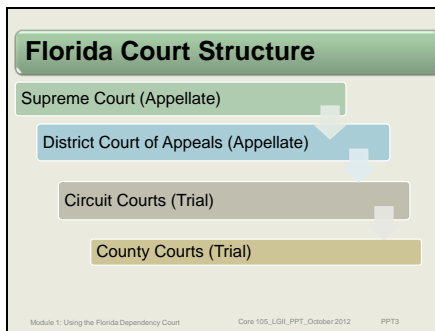 Florida Court Structure
Supreme Court (Appellate)
District Court of Appeals (Appellate)
Circuit Courts (Trial)
County Courts (Trial)
Module 1: Using the Florida Dependency Court
Core 105_LGII_PPT_October 2012
PPT3